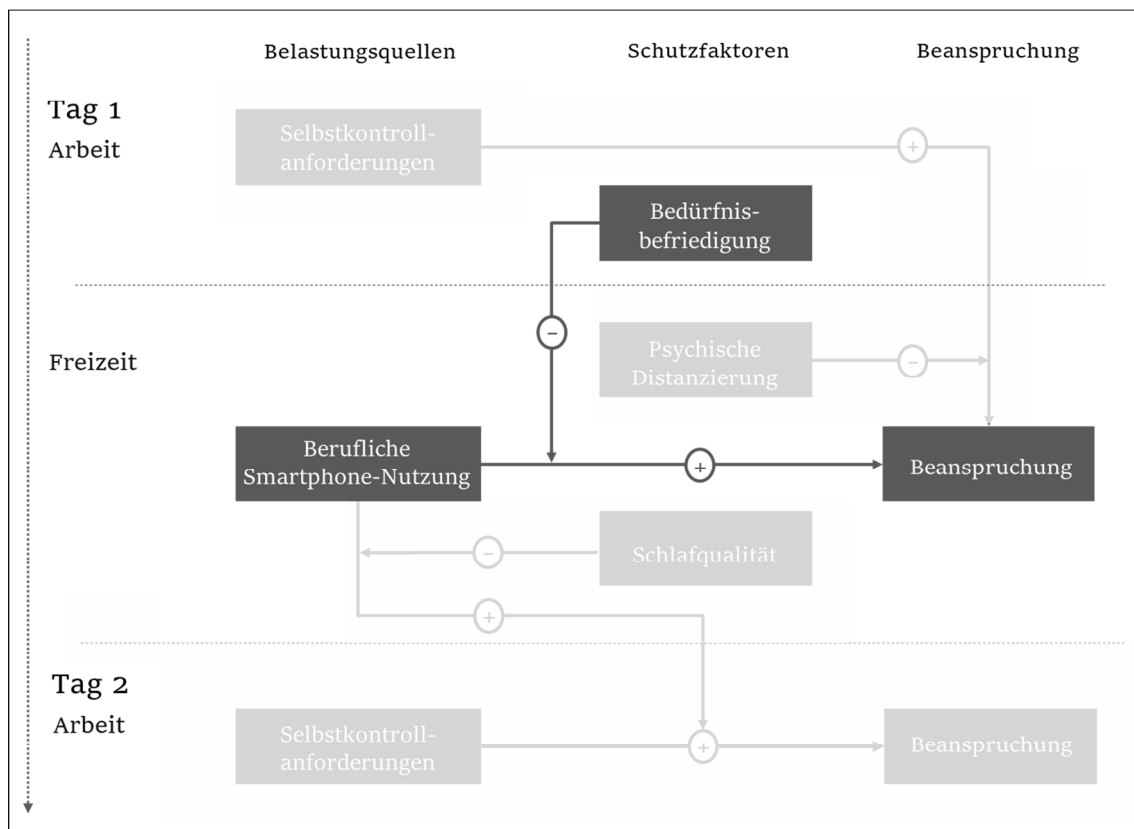 Belastungsquellen
Schutzfaktoren
Beanspruchung
Tag 1
Arbeit
Selbstkontroll-
anforderungen
+
Bedürfnis-
befriedigung
−
Freizeit
Psychische
Distanzierung
−
Berufliche
Smartphone-Nutzung
+
Beanspruchung
−
Schlafqualität
+
Tag 2
Arbeit
Selbstkontroll-
anforderungen
+
Beanspruchung